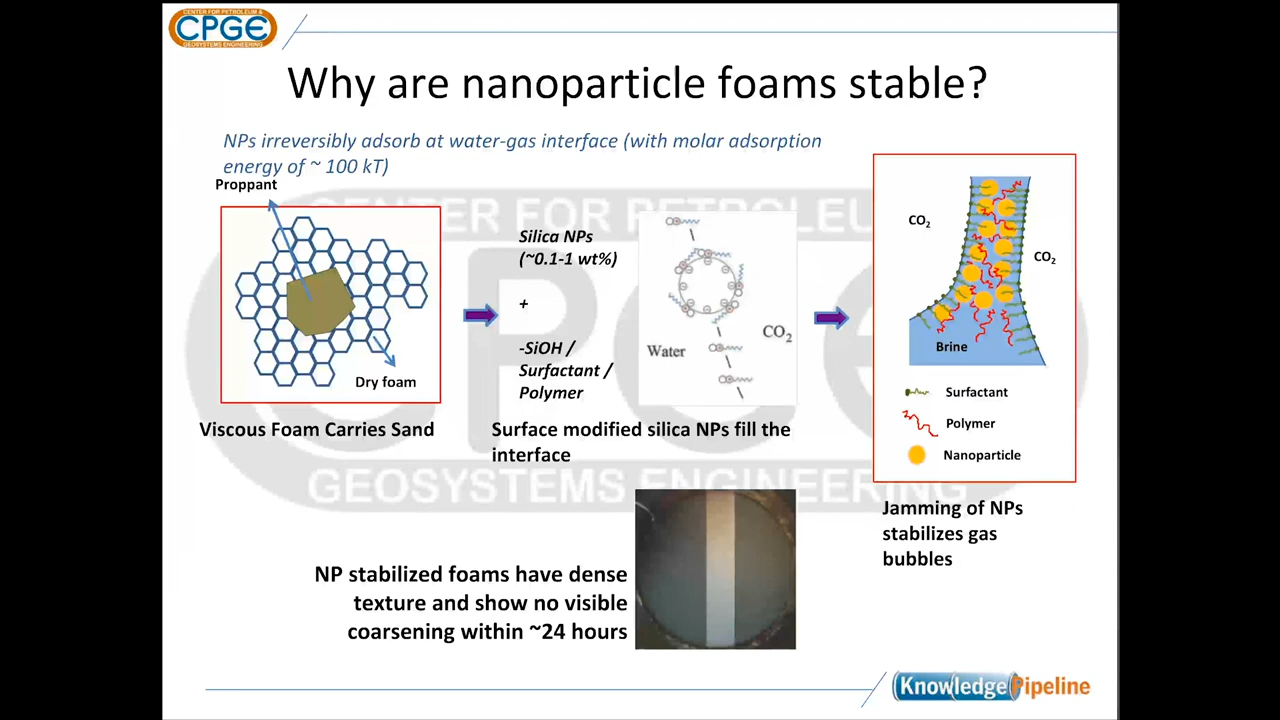 CENTER FOR PETROLEUM &
CPGE
GEOSYSTEMS ENGINEERING
Why are nanoparticle foams stable?
NPs irreversibly adsorb at water-gas interface (with molar adsorption
energy of ~ 100 kT)
Proppant
Dry foam
Viscous Foam Carries Sand
Silica NPs
(~0.1-1 wt%)
+
-SiOH /
Surfactant /
Polymer
Water
CO2
Surface modified silica NPs fill the
interface
CO2
CO2
Brine
Surfactant
Polymer
Nanoparticle
Jamming of NPs
stabilizes gas
bubbles
NP stabilized foams have dense
texture and show no visible
coarsening within ~24 hours
CENTER FOR PETROLEU
CPGE
GEOSYSTEMS ENGINEERING
Knowledge Pipeline